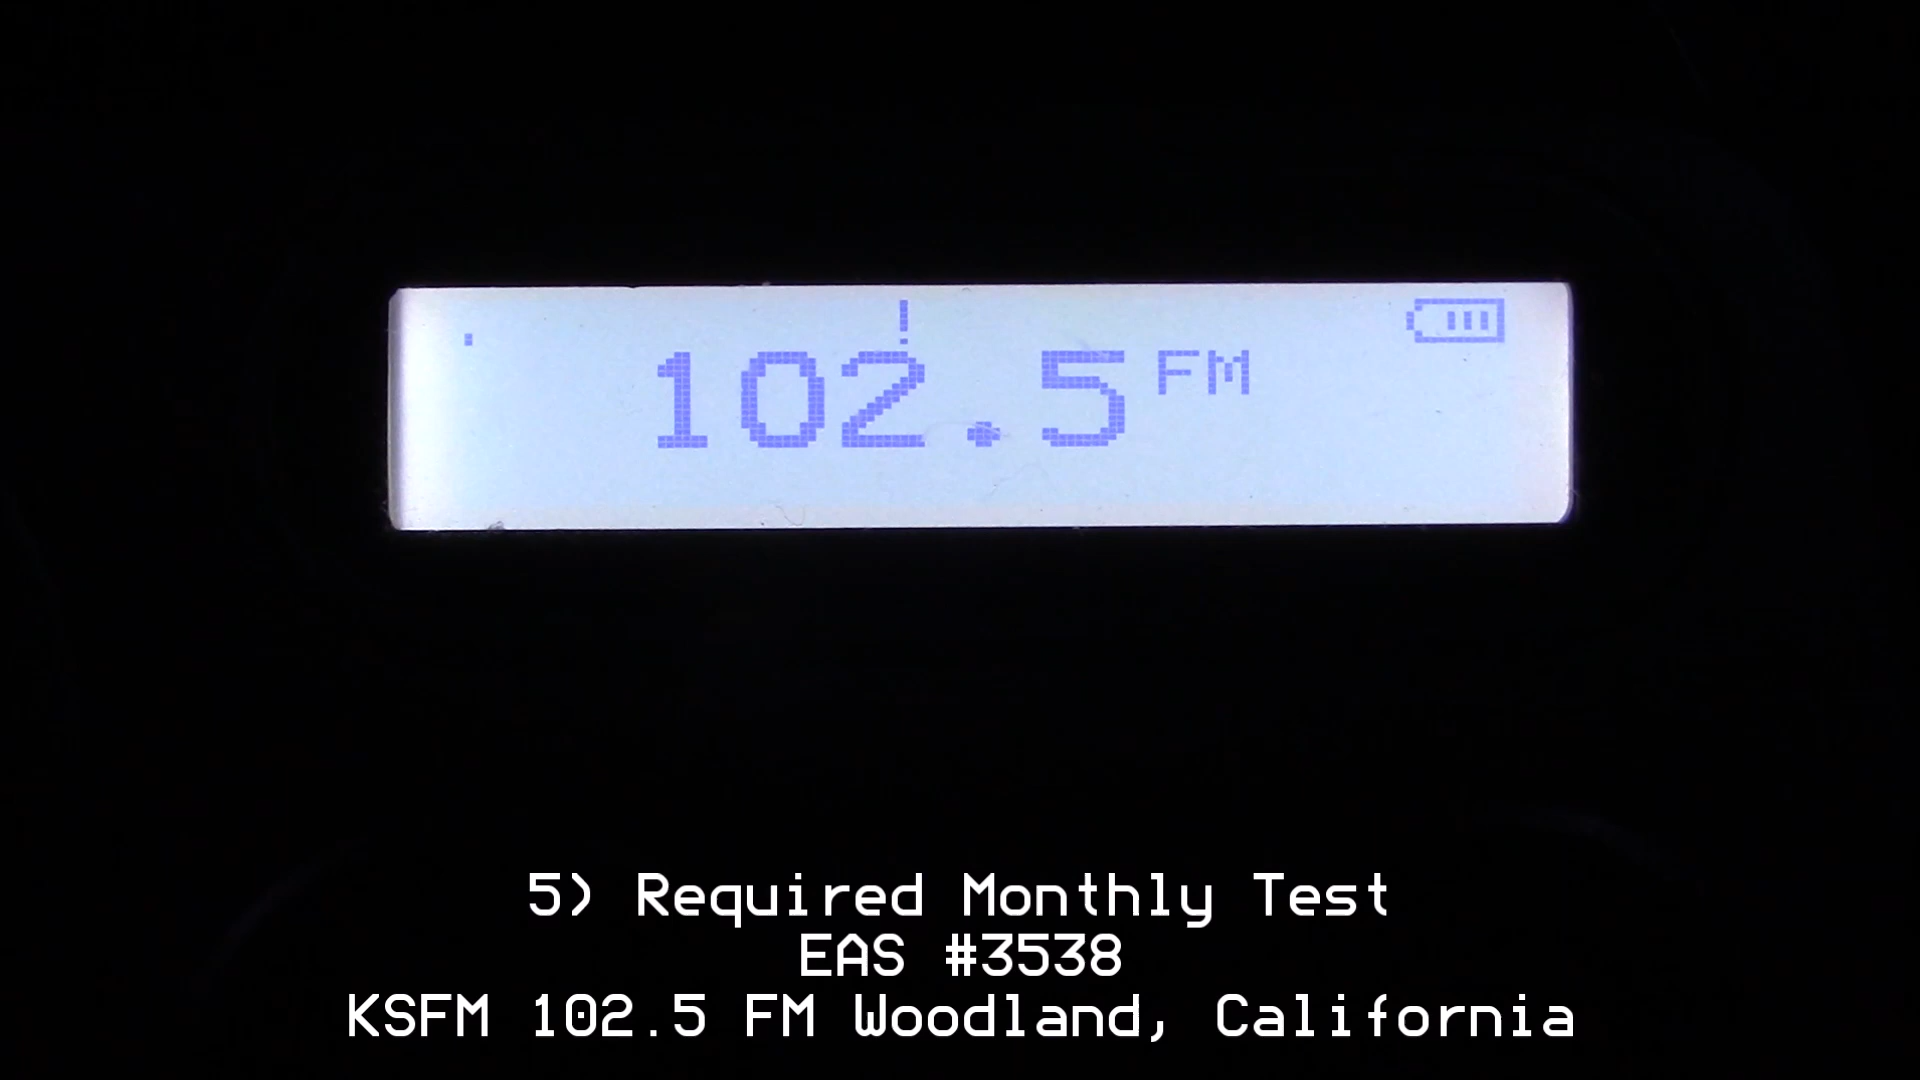 !
102.5 FM
5) Required Monthly Test
EAS #3538
KSFM 102.5 FM Woodland, California